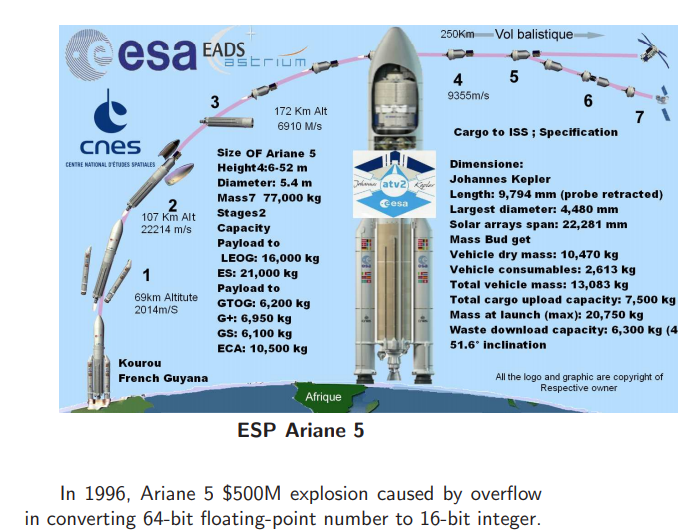 esa EADS
astrium
250Km Vol balistique
3
172 Km Alt
6910 M/s
4
9355m/s
5
6
7
cnes
CENTRE NATIONAL D'ÉTUDES SPATIALES
Cargo to ISS ; Specification
Size OF Ariane 5
Height4:6-52 m
Diameter: 5.4 m
Mass7 77,000 kg
Stages2
Capacity
Payload to
LEOG: 16,000 kg
ES: 21,000 kg
Payload to
GTOG: 6,200 kg
G+: 6,950 kg
GS: 6,100 kg
ECA: 10,500 kg
2
107 Km Alt
22214 m/s
1
69km Altitute
2014m/S
Kourou
French Guyana
Johannes atv2 Kepler
esa
Dimensione:
Johannes Kepler
Length: 9,794 mm (probe retracted)
Largest diameter: 4,480 mm
Solar arrays span: 22,281 mm
Mass Bud get
Vehicle dry mass: 10,470 kg
Vehicle consumables: 2,613 kg
Total vehicle mass: 13,083 kg
Total cargo upload capacity: 7,500 kg
Mass at launch (max): 20,750 kg
Waste download capacity: 6,300 kg (4
51.6° inclination
All the logo and graphic are copyright of
Respective owner
Afrique
ESP Ariane 5
In 1996, Ariane 5 $500M explosion caused by overflow
in converting 64-bit floating-point number to 16-bit integer.